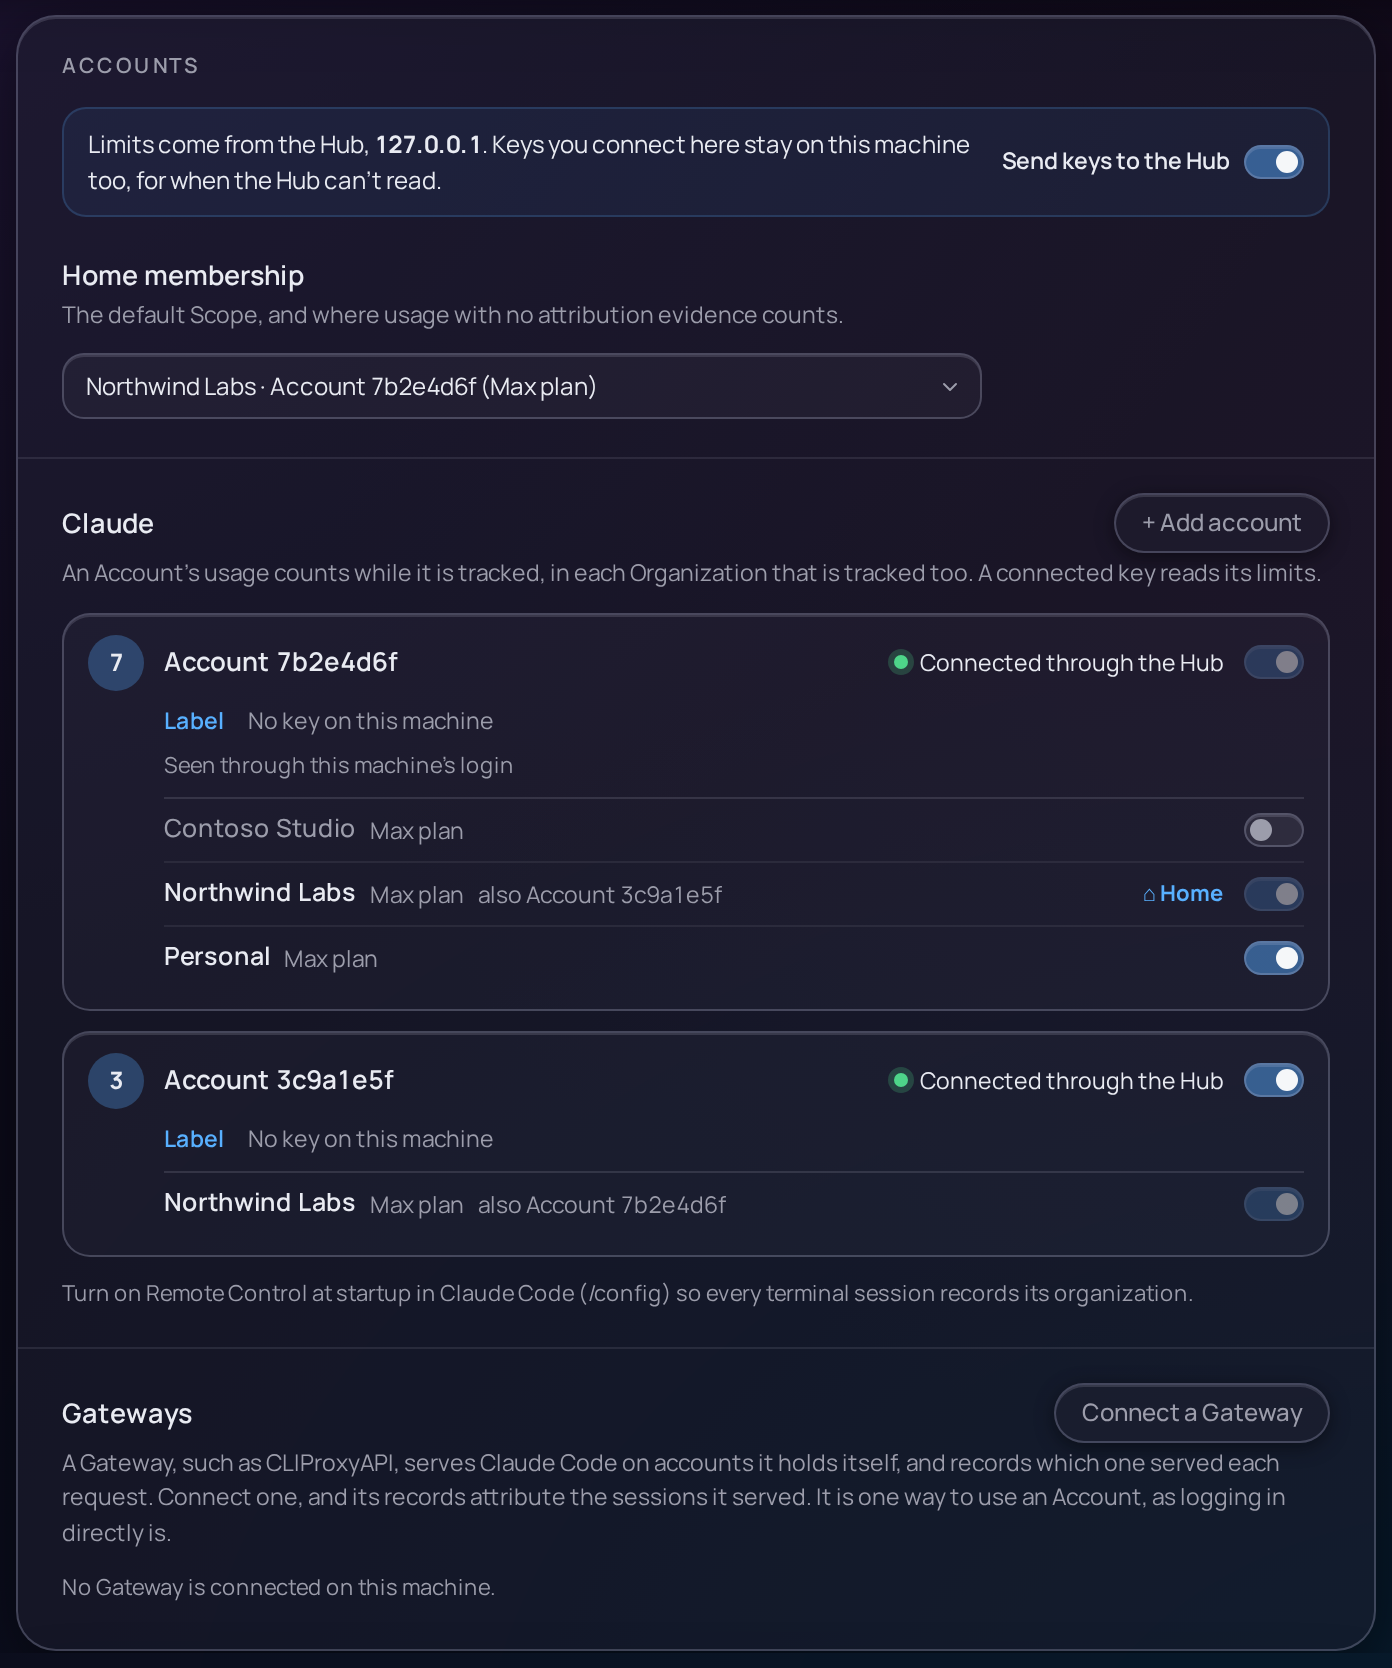 ACCOUNTS
Limits come from the Hub, 127.0.0.1. Keys you connect here stay on this machine
too, for when the Hub can’t read.
Send keys to the Hub
Home membership
The default Scope, and where usage with no attribution evidence counts.
Northwind Labs · Account 7b2e4d6f (Max plan)
Claude
+ Add account
An Account’s usage counts while it is tracked, in each Organization that is tracked too. A connected key reads its limits.
7 Account 7b2e4d6f Connected through the Hub
Label No key on this machine
Seen through this machine’s login
Contoso Studio Max plan
Northwind Labs Max plan also Account 3c9a1e5f ⌂ Home
Personal Max plan
3 Account 3c9a1e5f Connected through the Hub
Label No key on this machine
Northwind Labs Max plan also Account 7b2e4d6f
Turn on Remote Control at startup in Claude Code (/config) so every terminal session records its organization.
Gateways
Connect a Gateway
A Gateway, such as CLIProxyAPI, serves Claude Code on accounts it holds itself, and records which one served each
request. Connect one, and its records attribute the sessions it served. It is one way to use an Account, as logging in
directly is.
No Gateway is connected on this machine.